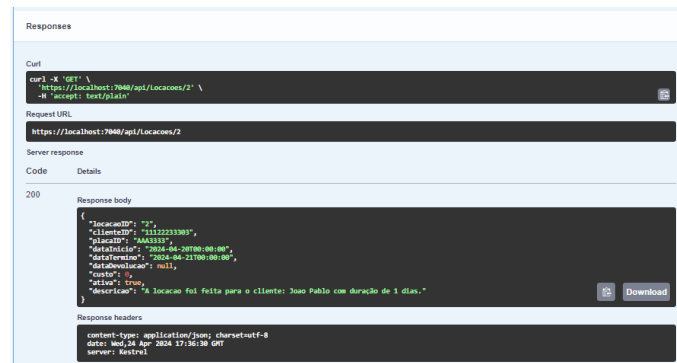 Responses
Curl
curl -X 'GET' \
'https://localhost:7040/api/Locacoes/2' \
-H 'accept: text/plain'
Request URL
https://localhost:7040/api/Locacoes/2
Server response
Code Details
200
Response body
{
"locacaoID": "2",
"clienteID": "11122233303",
"placaID": "AAA3333",
"dataInicio": "2024-04-20T00:00:00",
"dataTermino": "2024-04-21T00:00:00",
"dataDevolucao": null,
"custo": 0,
"ativa": true,
"descricao": "A locacao foi feita para o cliente: Joao Pablo com duração de 1 dias."
}
Download
Response headers
content-type: application/json; charset=utf-8
date: Wed,24 Apr 2024 17:36:30 GMT
server: Kestrel